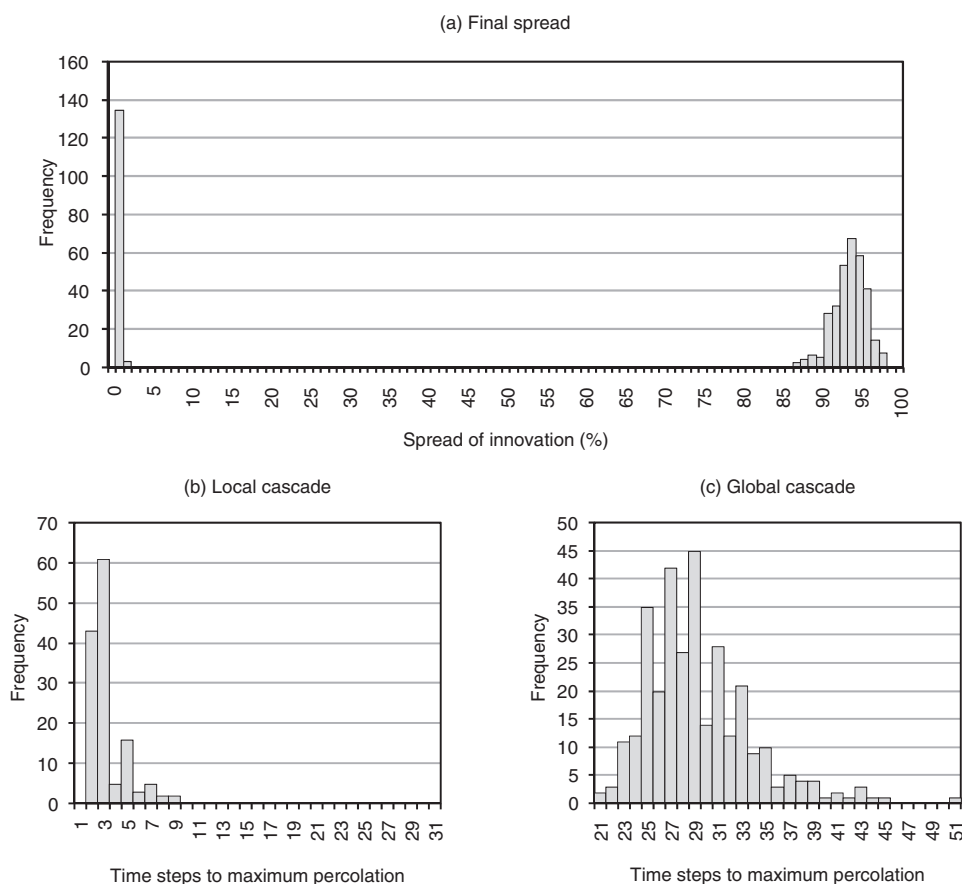 (a) Final spread
160
140
120
100
80
60
40
20
0
Frequency
0 5 10 15 20 25 30 35 40 45 50 55 60 65 70 75 80 85 90 95 100
Spread of innovation (%)
(b) Local cascade
70
60
50
40
30
20
10
0
Frequency
1 3 5 7 9 11 13 15 17 19 21 23 25 27 29 31
Time steps to maximum percolation
(c) Global cascade
50
45
40
35
30
25
20
15
10
5
0
Frequency
21 23 25 27 29 31 33 35 37 39 41 43 45 47 49 51
Time steps to maximum percolation